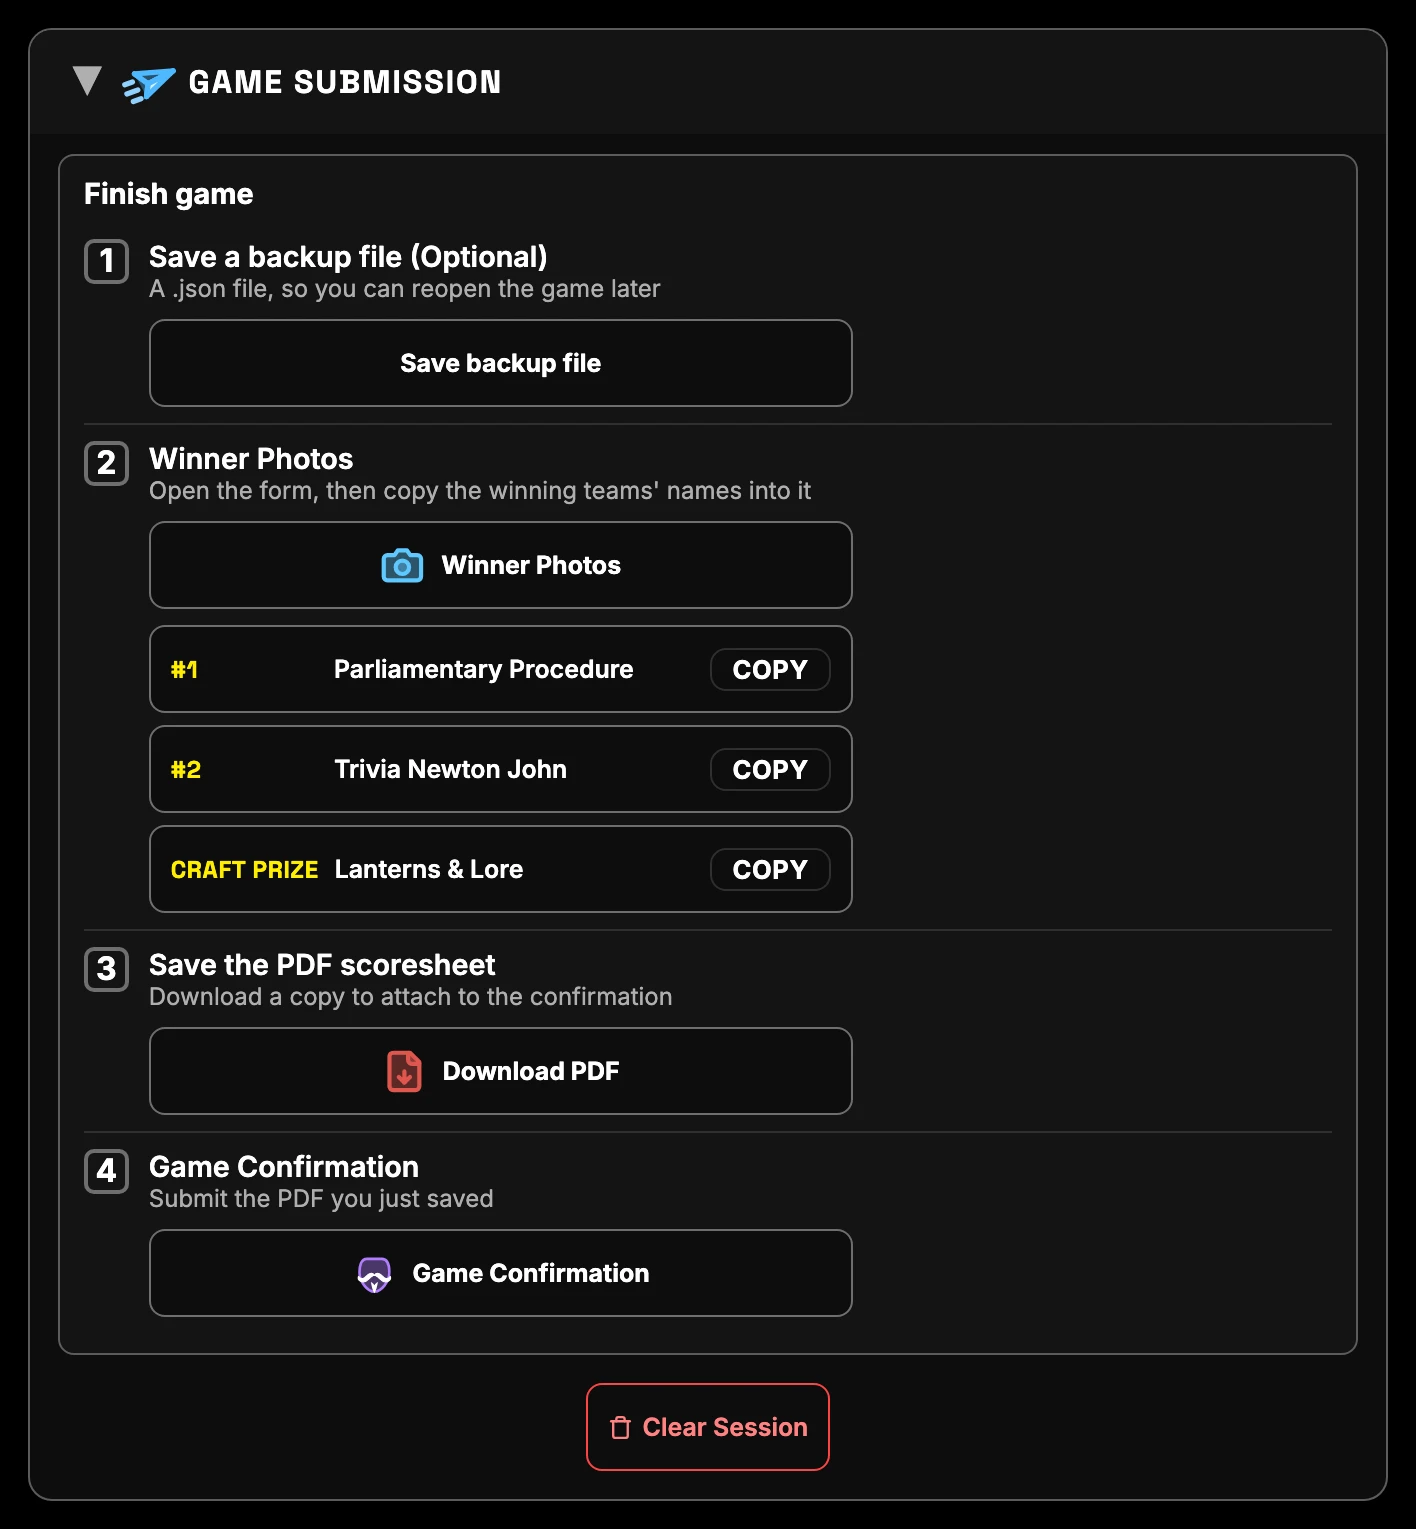 GAME SUBMISSION
Finish game
1 Save a backup file (Optional)
A .json file, so you can reopen the game later
Save backup file
2 Winner Photos
Open the form, then copy the winning teams' names into it
Winner Photos
#1 Parliamentary Procedure COPY
#2 Trivia Newton John COPY
CRAFT PRIZE Lanterns & Lore COPY
3 Save the PDF scoresheet
Download a copy to attach to the confirmation
Download PDF
4 Game Confirmation
Submit the PDF you just saved
Game Confirmation
Clear Session